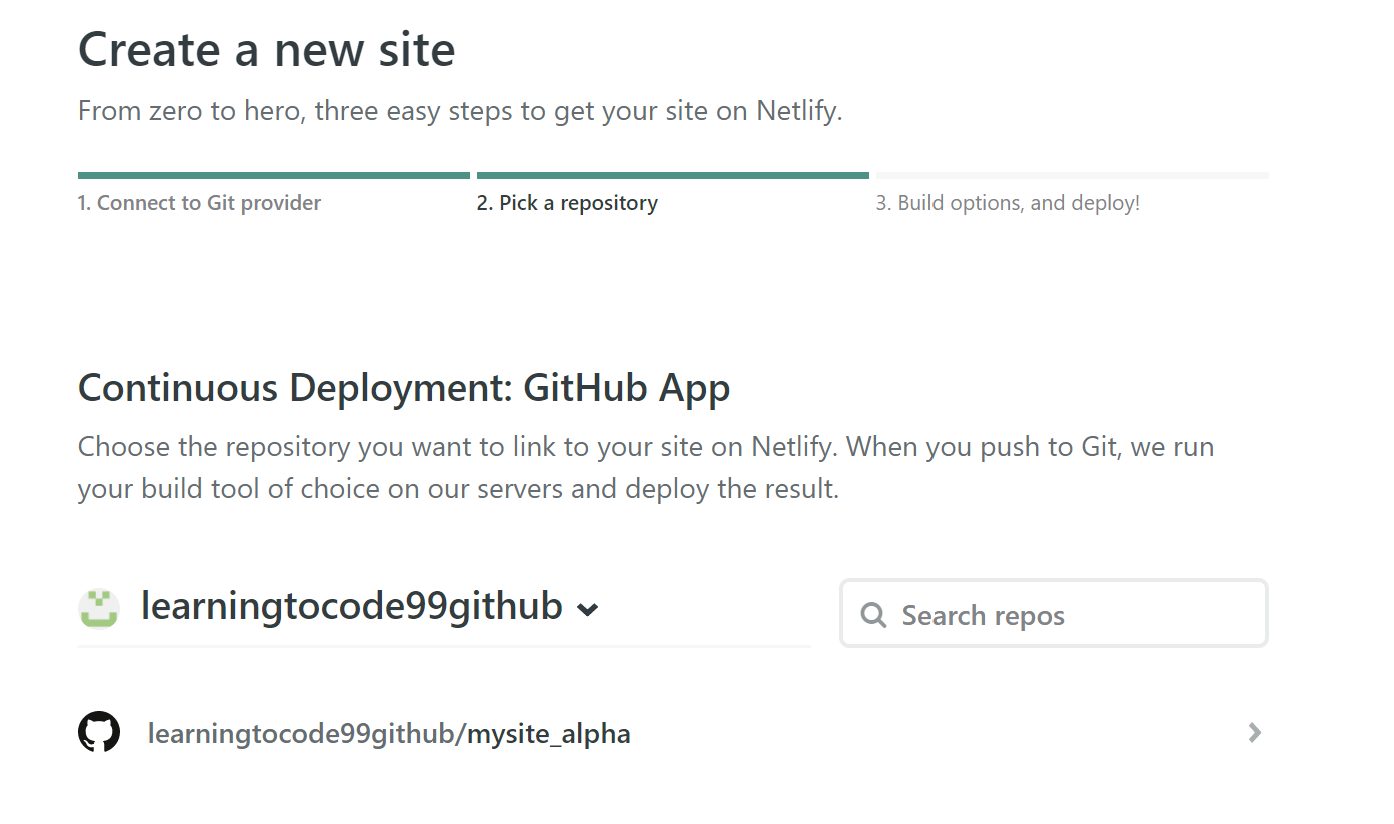 Create a new site
From zero to hero, three easy steps to get your site on Netlify.
1. Connect to Git provider
2. Pick a repository
3. Build options, and deploy!
Continuous Deployment: GitHub App
Choose the repository you want to link to your site on Netlify. When you push to Git, we run
your build tool of choice on our servers and deploy the result.
learningtocode99github
Search repos
learningtocode99github/mysite_alpha